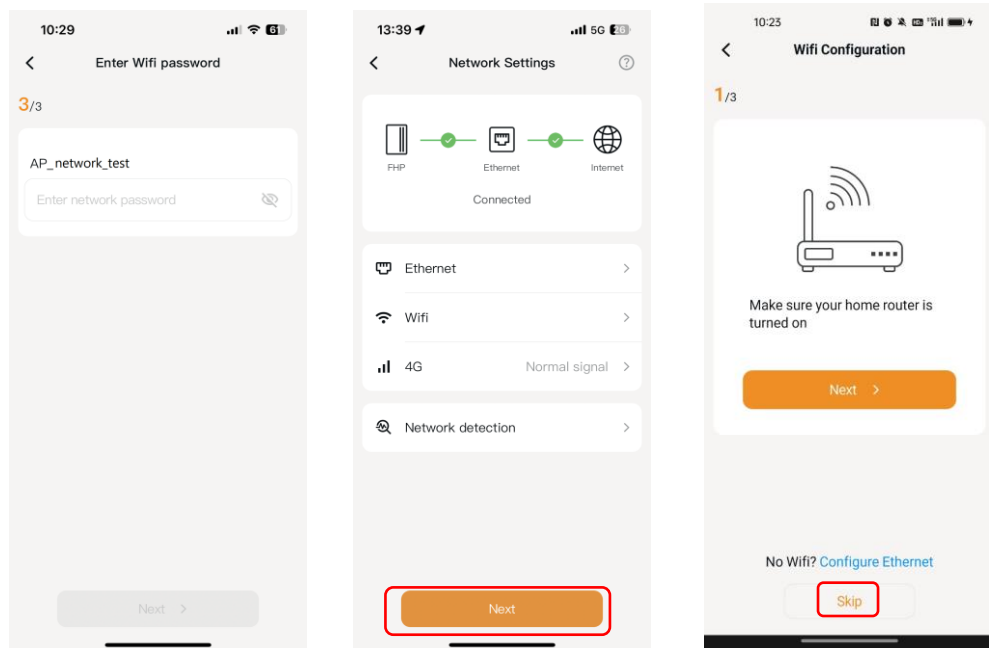 10:29
61
Enter Wifi password
3/3
AP_network_test
Enter network password
Next
13:39
5G 26
Network Settings
FHP
Ethernet
Internet
Connected
Ethernet
Wifi
4G
Normal signal
Network detection
Next
10:23
Wifi Configuration
1/3
Make sure your home router is
turned on
Next
No Wifi? Configure Ethernet
Skip